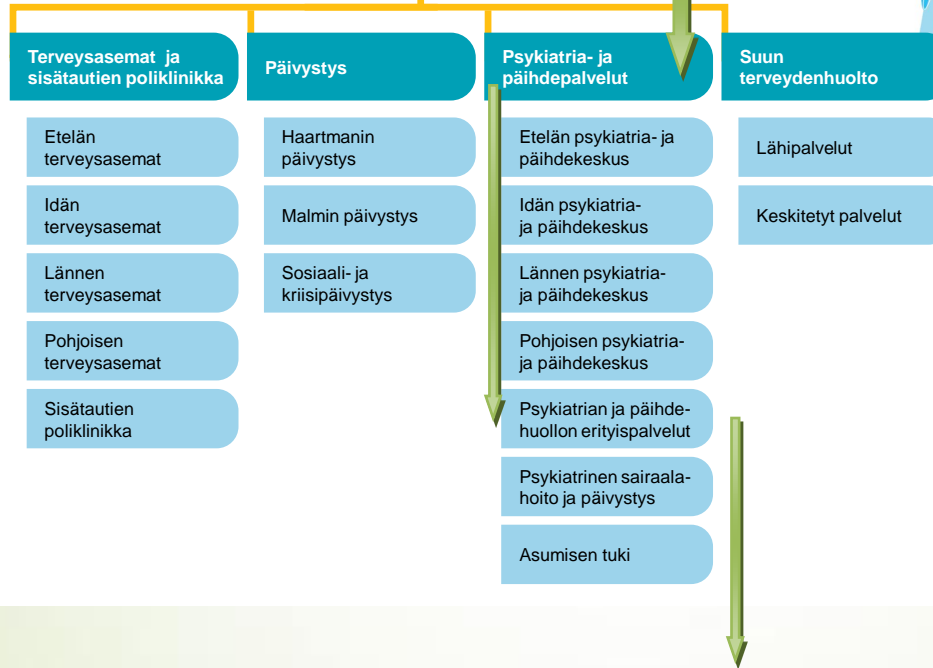 Terveysasemat ja
sisätautien poliklinikka
Etelän
terveysasemat
Idän
terveysasemat
Lännen
terveysasemat
Pohjoisen
terveysasemat
Sisätautien
poliklinikka
Päivystys
Haartmanin
päivystys
Malmin päivystys
Sosiaali- ja
kriisipäivystys
Psykiatria- ja
päihdepalvelut
Etelän psykiatria- ja
päihdekeskus
Idän psykiatria-
ja päihdekeskus
Lännen psykiatria-
ja päihdekeskus
Pohjoisen psykiatria-
ja päihdekeskus
Psykiatrian ja päihde-
huollon erityispalvelut
Psykiatrinen sairaala-
hoito ja päivystys
Asumisen tuki
Suun
terveydenhuolto
Lähipalvelut
Keskitetyt palvelut